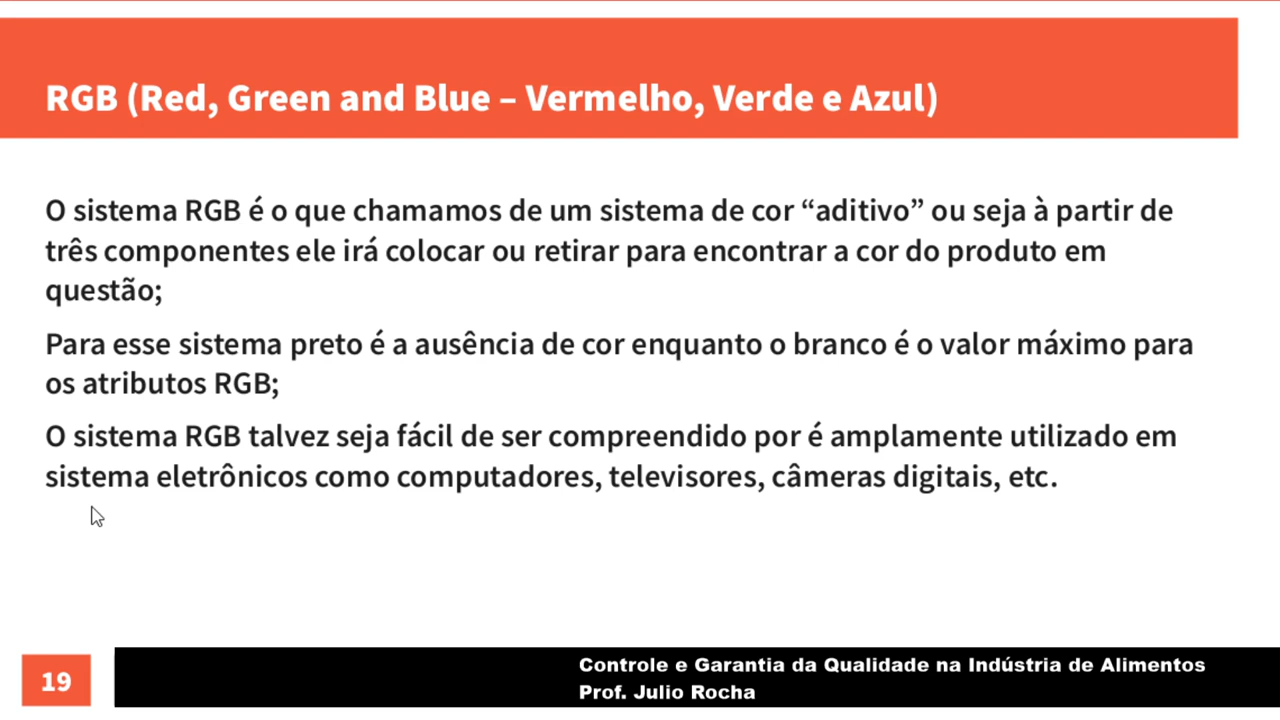 RGB (Red, Green and Blue – Vermelho, Verde e Azul)
O sistema RGB é o que chamamos de um sistema de cor “aditivo” ou seja à partir de
três componentes ele irá colocar ou retirar para encontrar a cor do produto em
questão;
Para esse sistema preto é a ausência de cor enquanto o branco é o valor máximo para
os atributos RGB;
O sistema RGB talvez seja fácil de ser compreendido por é amplamente utilizado em
sistema eletrônicos como computadores, televisores, câmeras digitais, etc.
19
Controle e Garantia da Qualidade na Indústria de Alimentos
Prof. Julio Rocha